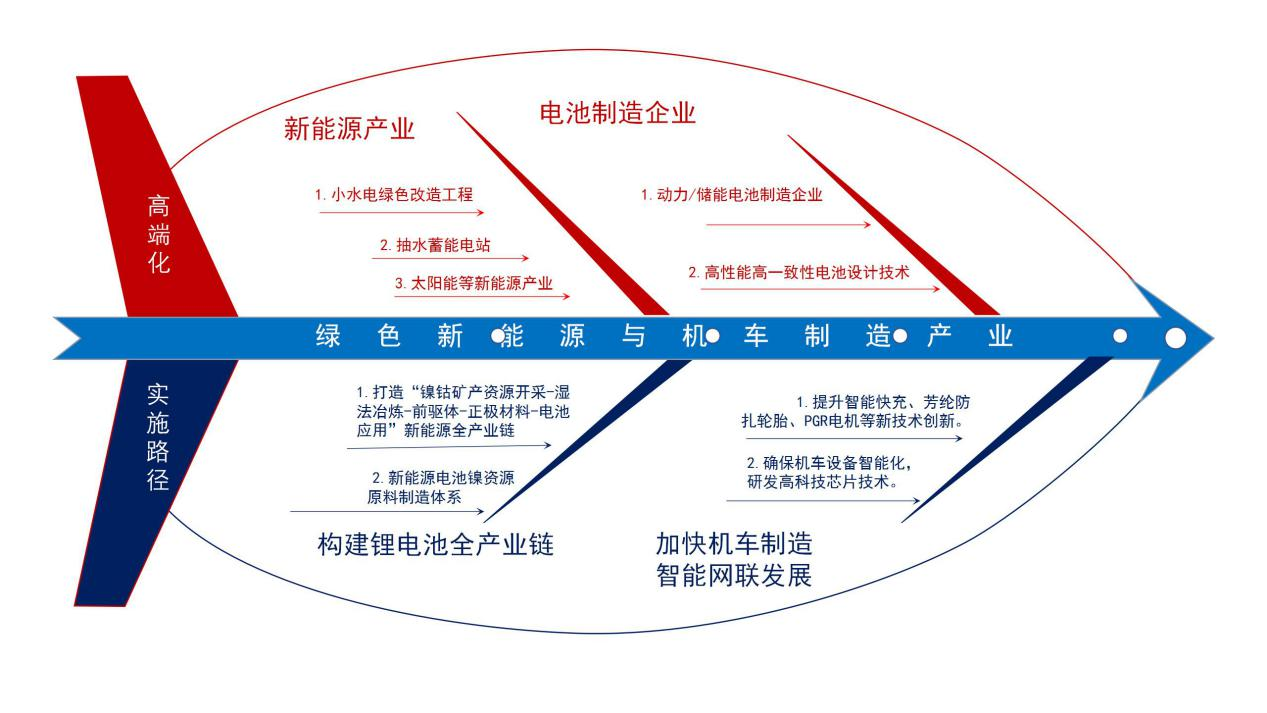 新能源产业
电池制造企业
1.小水电绿色改造工程
2.抽水蓄能电站
3.太阳能等新能源产业
1.动力/储能电池制造企业
2.高性能高一致性电池设计技术
高端化
绿色新能源与机车制造产业
实施路径
1.打造“镍钴矿产资源开采-湿
法冶炼-前驱体-正极材料-电池
应用”新能源全产业链
2.新能源电池镍资源
原料制造体系
构建锂电池全产业链
1.提升智能快充、芳纶防
扎轮胎、PGR电机等新技术创新。
2.确保机车设备智能化，
研发高科技芯片技术。
加快机车制造
智能网联发展